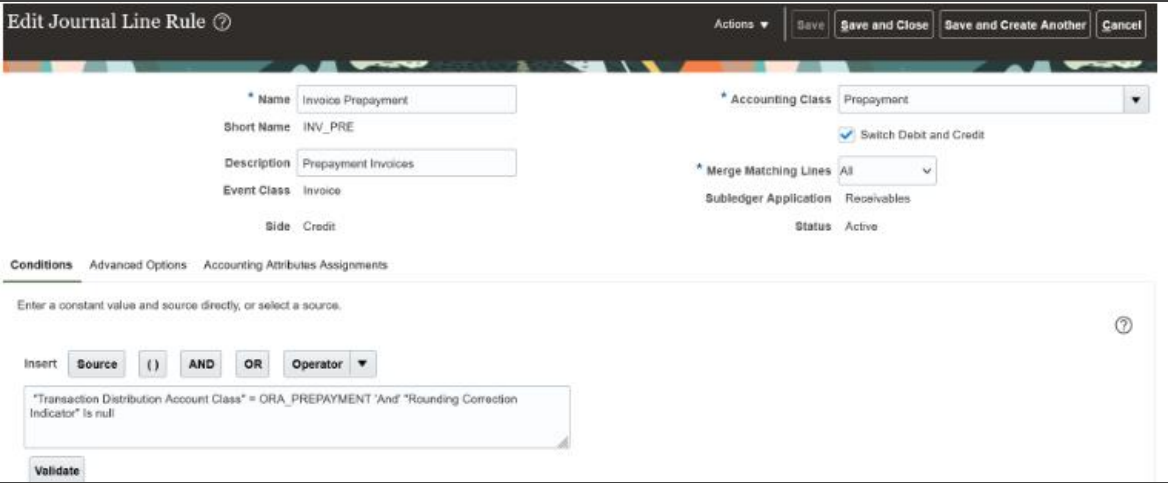 Edit Journal Line Rule ?
Actions Save Save and Close Save and Create Another Cancel
* Name Invoice Prepayment
* Accounting Class Prepayment
Short Name INV_PRE
Switch Debit and Credit
Description Prepayment Invoices
* Merge Matching Lines All
Event Class Invoice
Subledger Application Receivables
Side Credit
Status Active
Conditions Advanced Options Accounting Attributes Assignments
Enter a constant value and source directly, or select a source.
?
Insert Source ( ) AND OR Operator
"Transaction Distribution Account Class" = ORA_PREPAYMENT 'And' "Rounding Correction
Indicator" Is null
Validate